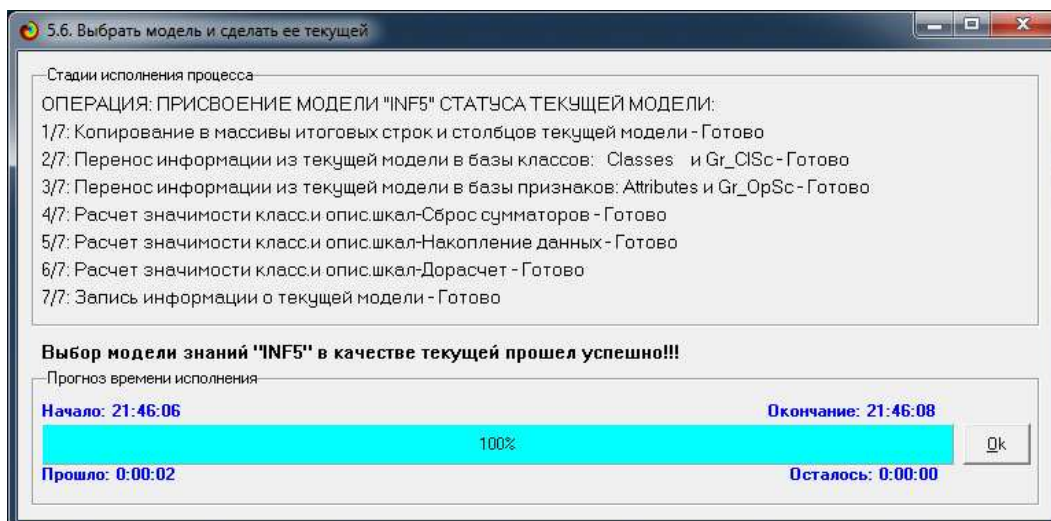 5.6. Выбрать модель и сделать ее текущей
Стадии исполнения процесса
ОПЕРАЦИЯ: ПРИСВОЕНИЕ МОДЕЛИ "INF5" СТАТУСА ТЕКУЩЕЙ МОДЕЛИ:
1/7: Копирование в массивы итоговых строк и столбцов текущей модели - Готово
2/7: Перенос информации из текущей модели в базы классов: Classes и Gr_ClSc - Готово
3/7: Перенос информации из текущей модели в базы признаков: Attributes и Gr_OpSc - Готово
4/7: Расчет значимости класс.и опис.шкал-Сброс сумматоров - Готово
5/7: Расчет значимости класс.и опис.шкал-Накопление данных - Готово
6/7: Расчет значимости класс.и опис.шкал-Дорасчет - Готово
7/7: Запись информации о текущей модели - Готово
Выбор модели знаний "INF5" в качестве текущей прошел успешно!!!
Прогноз времени исполнения
Начало: 21:46:06 Окончание: 21:46:08
100% Ok
Прошло: 0:00:02 Осталось: 0:00:00